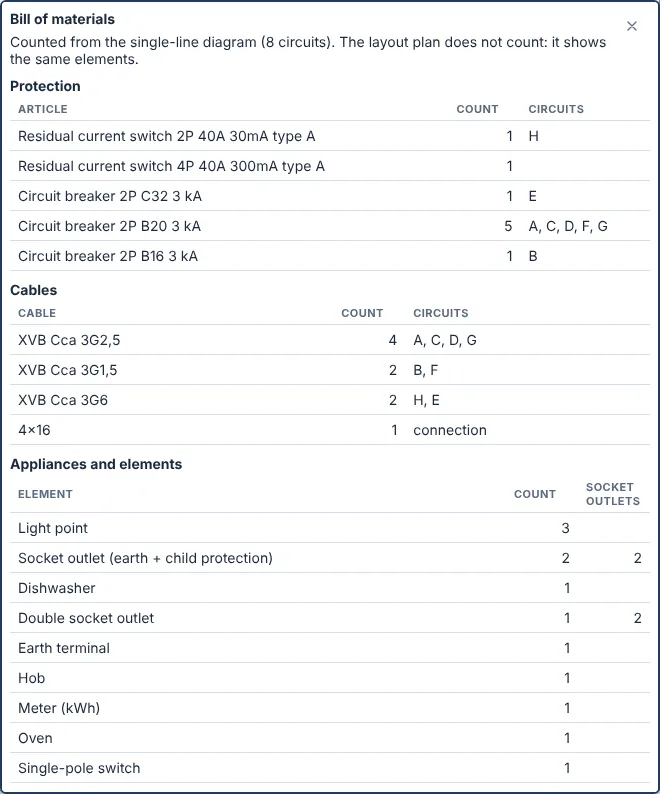 Bill of materials
Counted from the single-line diagram (8 circuits). The layout plan does not count: it shows
the same elements.
Protection
ARTICLE COUNT CIRCUITS
Residual current switch 2P 40A 30mA type A 1 H
Residual current switch 4P 40A 300mA type A 1
Circuit breaker 2P C32 3 kA 1 E
Circuit breaker 2P B20 3 kA 5 A, C, D, F, G
Circuit breaker 2P B16 3 kA 1 B
Cables
CABLE COUNT CIRCUITS
XVB Cca 3G2,5 4 A, C, D, G
XVB Cca 3G1,5 2 B, F
XVB Cca 3G6 2 H, E
4×16 1 connection
Appliances and elements
ELEMENT COUNT SOCKET OUTLETS
Light point 3
Socket outlet (earth + child protection) 2 2
Dishwasher 1
Double socket outlet 1 2
Earth terminal 1
Hob 1
Meter (kWh) 1
Oven 1
Single-pole switch 1